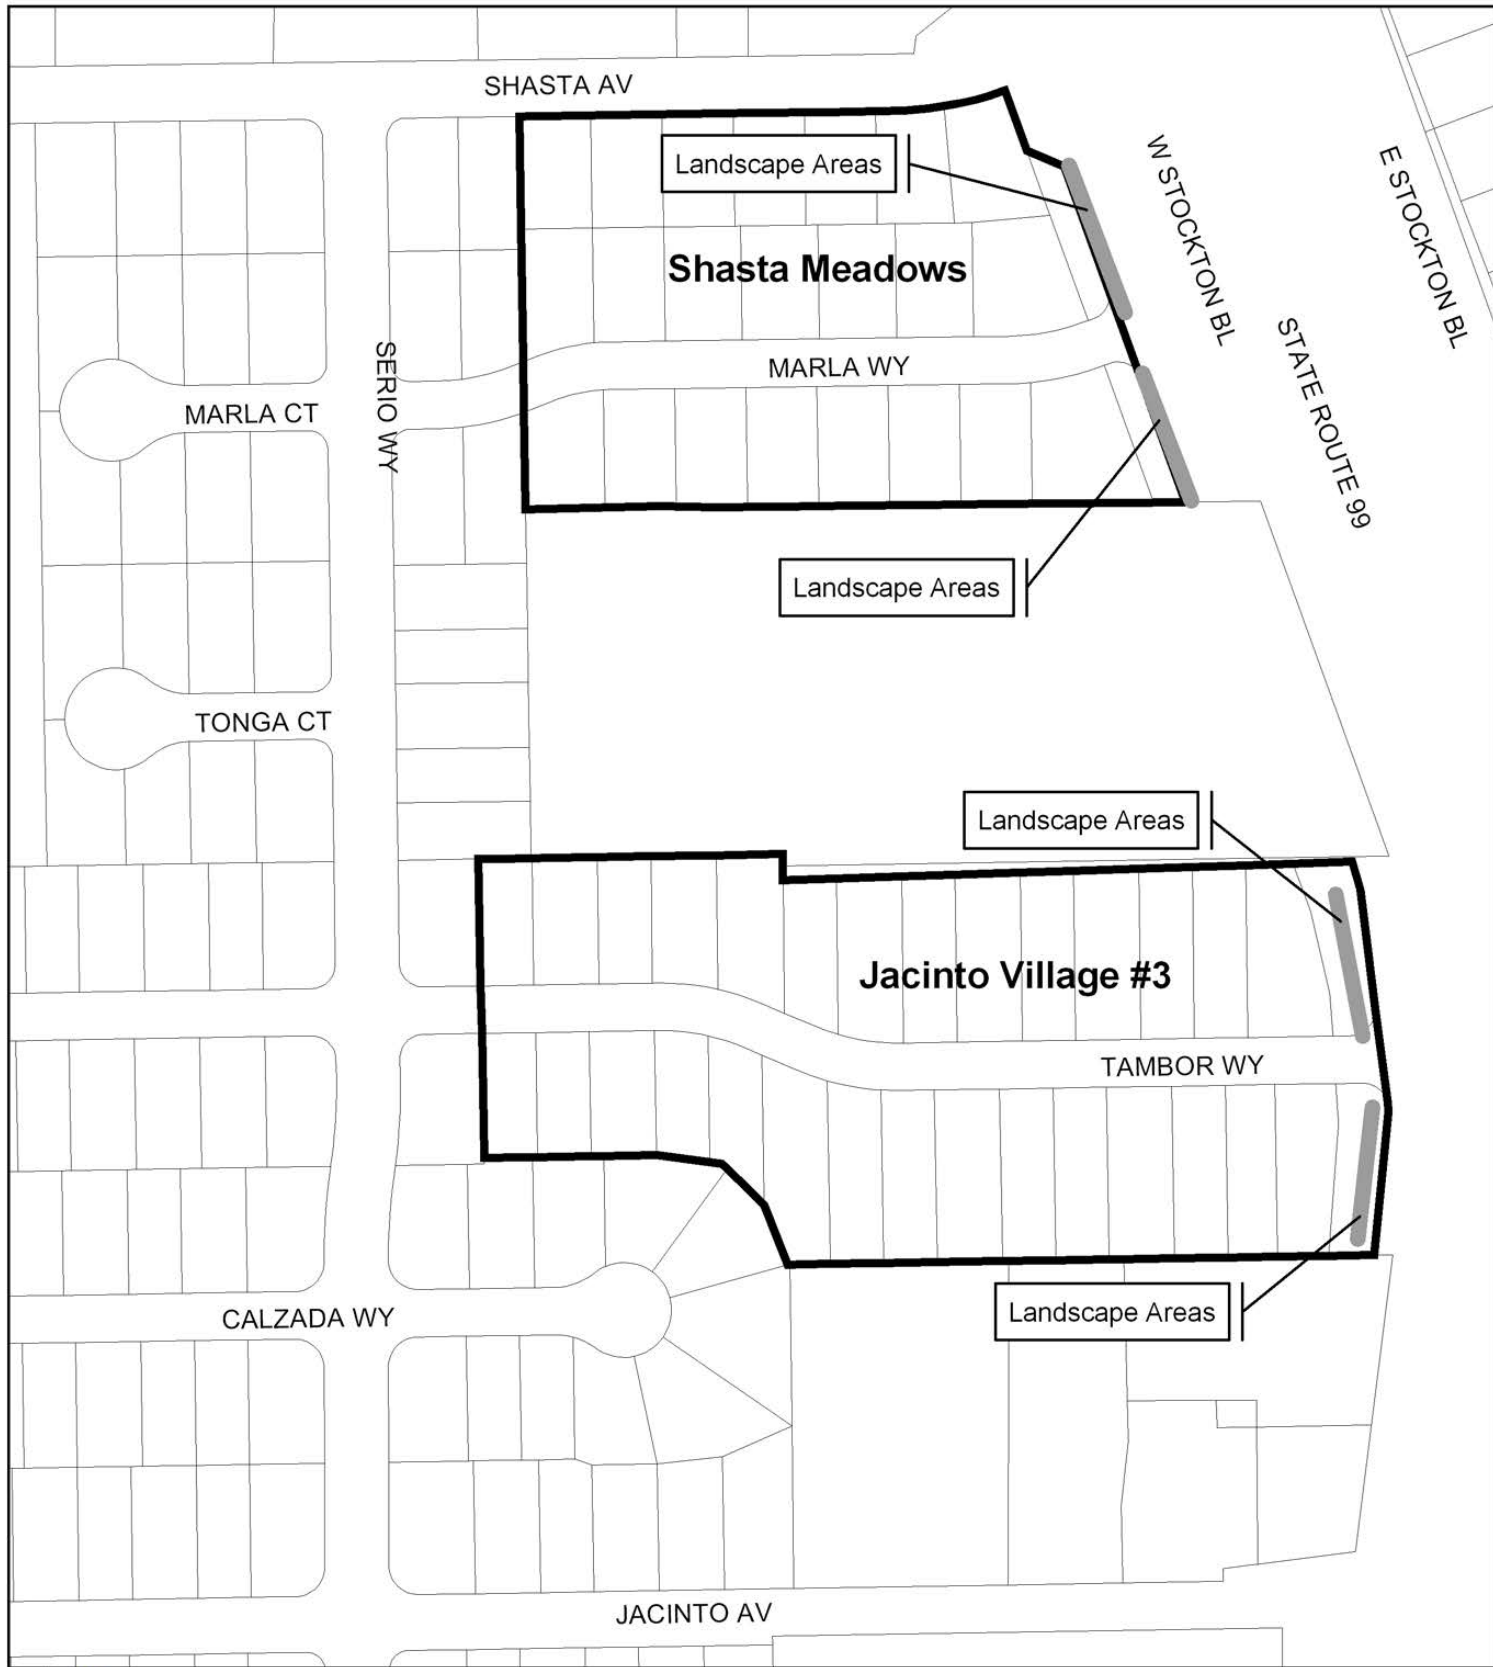 SHASTA AV
Landscape Areas
W STOCKTON BL
E STOCKTON BL
Shasta Meadows
STATE ROUTE 99
SERIO WY
MARLA WY
MARLA CT
Landscape Areas
TONGA CT
Landscape Areas
Jacinto Village #3
TAMBOR WY
Landscape Areas
CALZADA WY
JACINTO AV